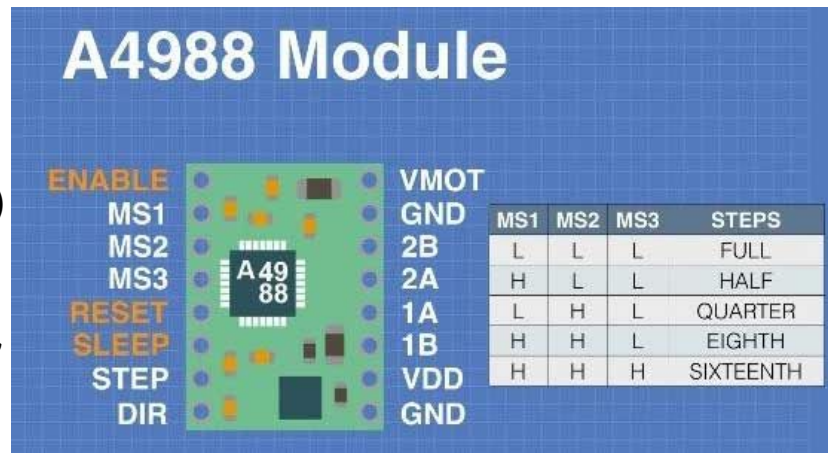 A4988 Module
ENABLE VMOT
MS1 GND
MS2 2B
MS3 2A
RESET 1A
SLEEP 1B
STEP VDD
DIR GND
A49
88
MS1 MS2 MS3 STEPS
L L L FULL
H L L HALF
L H L QUARTER
H H L EIGHTH
H H H SIXTEENTH